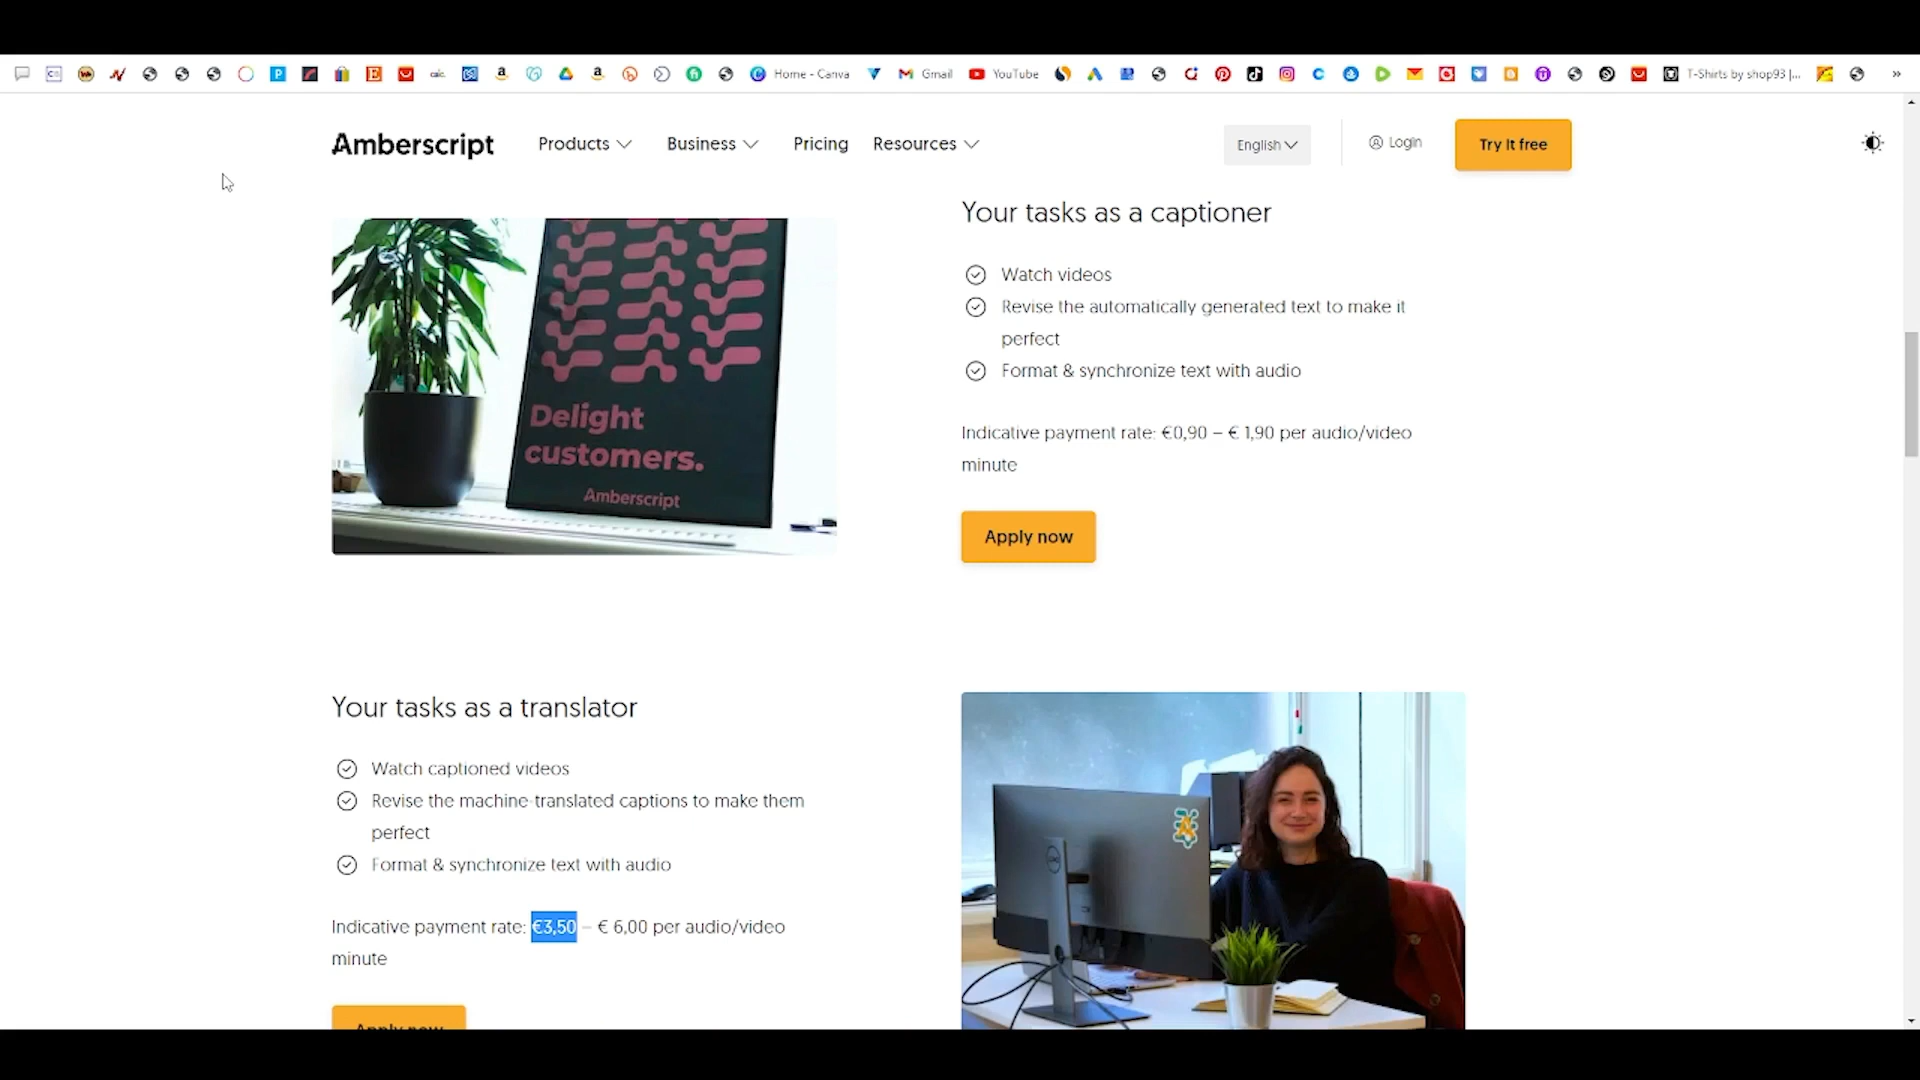 Home - Canva
Gmail
YouTube
T-Shirts by shop93 |...
»
Amberscript
Products
Business
Pricing
Resources
English
Login
Try it free
Your tasks as a captioner
Watch videos
Revise the automatically generated text to make it
perfect
Format & synchronize text with audio
Indicative payment rate: €0,90 – € 1,90 per audio/video
minute
Apply now
Delight
customers.
Amberscript
Your tasks as a translator
Watch captioned videos
Revise the machine-translated captions to make them
perfect
Format & synchronize text with audio
Indicative payment rate: €3,50 – € 6,00 per audio/video
minute
Apply now